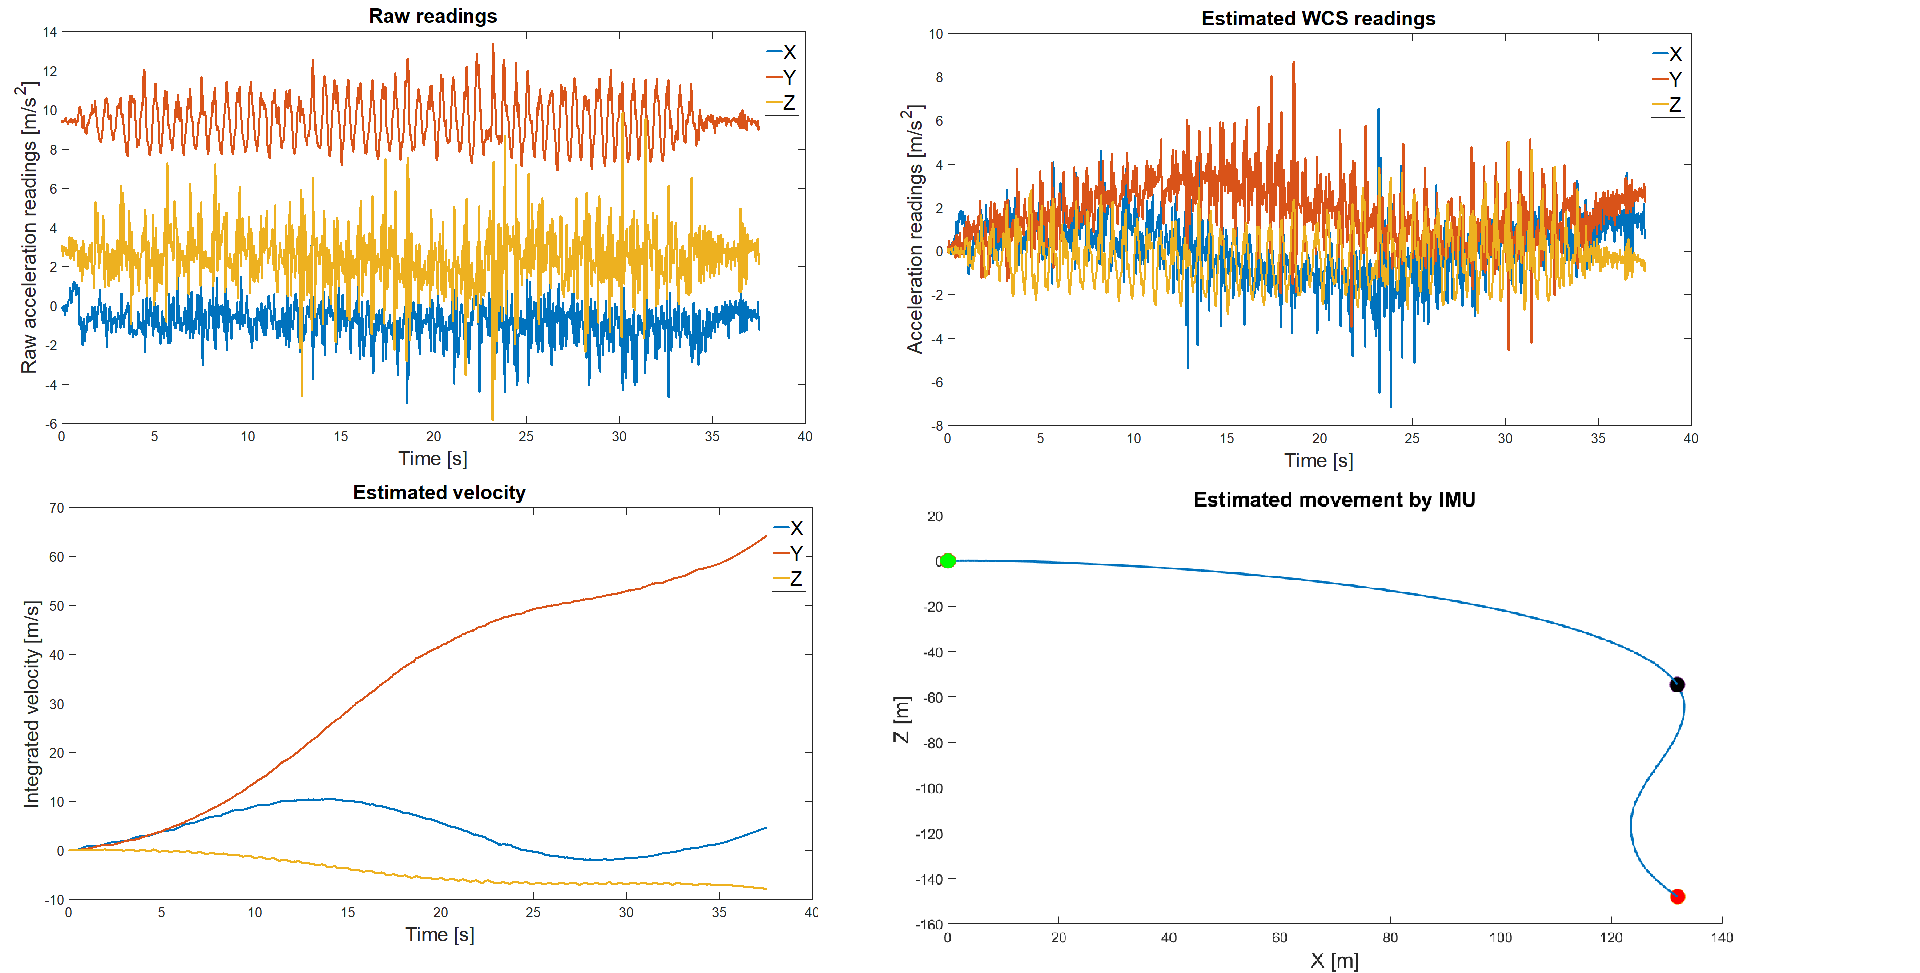 Raw readings
Raw acceleration readings [m/s²]
14
12
10
8
6
4
2
0
-2
-4
-6
0 5 10 15 20 25 30 35 40
Time [s]
X
Y
Z
Estimated WCS readings
Acceleration readings [m/s²]
10
8
6
4
2
0
-2
-4
-6
-8
0 5 10 15 20 25 30 35 40
Time [s]
X
Y
Z
Estimated velocity
Integrated velocity [m/s]
70
60
50
40
30
20
10
0
-10
0 5 10 15 20 25 30 35 40
Time [s]
X
Y
Z
Estimated movement by IMU
Z [m]
20
0
-20
-40
-60
-80
-100
-120
-140
-160
0 20 40 60 80 100 120 140
X [m]